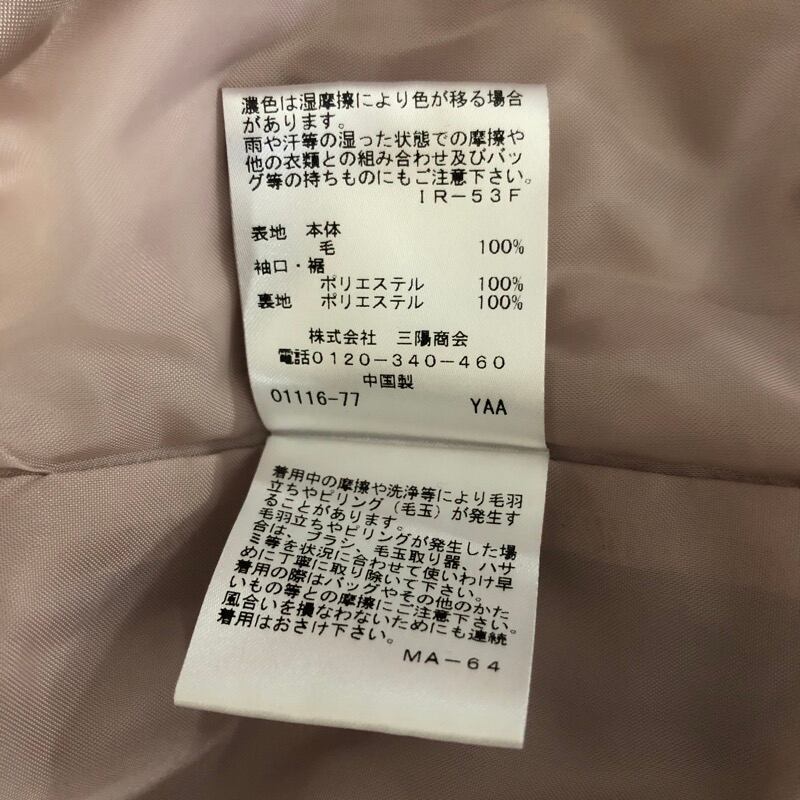 濃色は湿摩擦により色が移る場合
があります。
雨や汗等の湿った状態での摩擦や
他の衣類との組み合わせ及びバッ
グ等の持ちものにもご注意下さい。
IR-53F
表地 本体
毛 100%
袖口・裾
ポリエステル 100%
裏地 ポリエステル 100%
株式会社 三陽商会
電話0120-340-460
中国製
01116-77 YAA
着用中の摩擦や洗浄等により毛羽
立ちやピリング（毛玉）が発生す
ることがあります。
毛羽立ちやピリングが発生した場
合は、ブラシ、毛玉取り器、ハサ
ミ等を状況に合わせて使いわけ早
めに丁寧に取り除いて下さい。
着用の際はバッグやその他のかた
いもの等との摩擦にご注意下さい。
風合いを損なわないためにも連続
着用はおさけ下さい。
MA-64